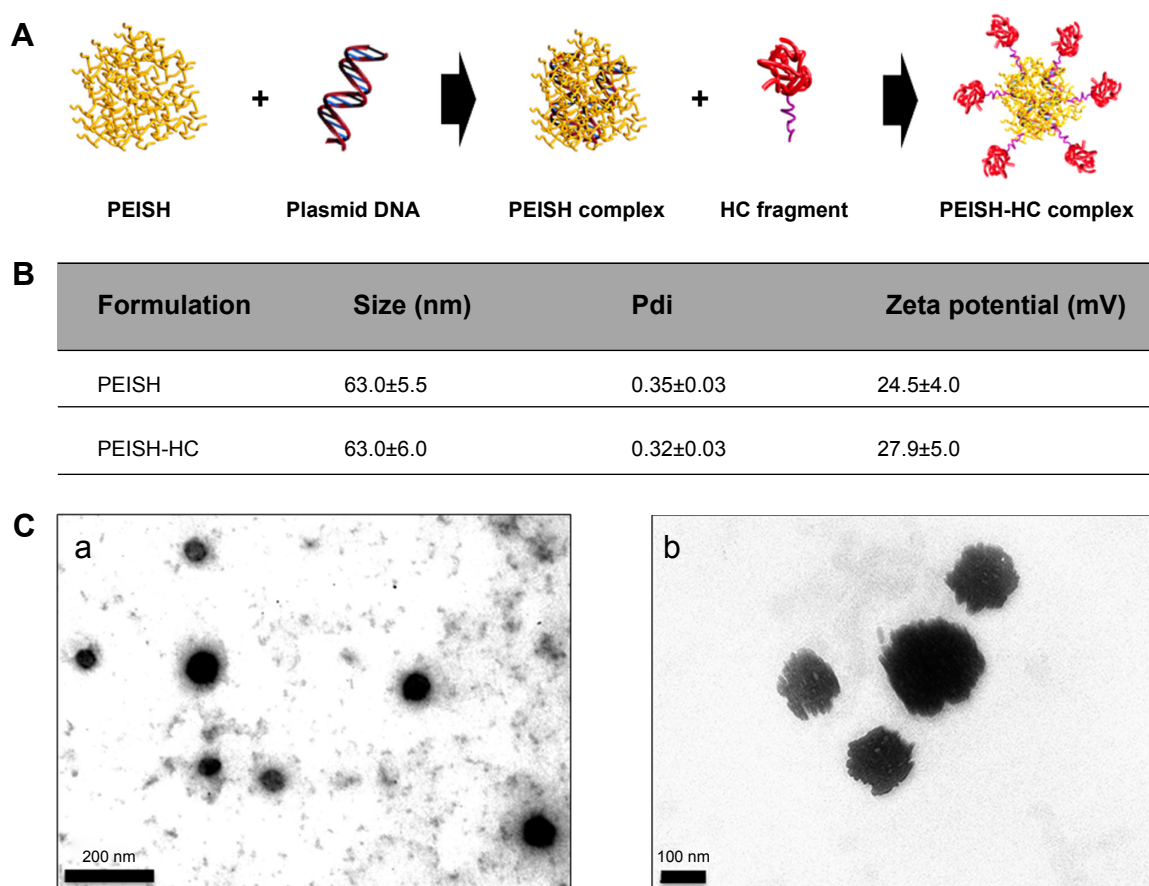 A
+
+
PEISH Plasmid DNA PEISH complex HC fragment PEISH-HC complex
B
Formulation Size (nm) Pdi Zeta potential (mV)
PEISH 63.0±5.5 0.35±0.03 24.5±4.0
PEISH-HC 63.0±6.0 0.32±0.03 27.9±5.0
C
a b
200 nm 100 nm